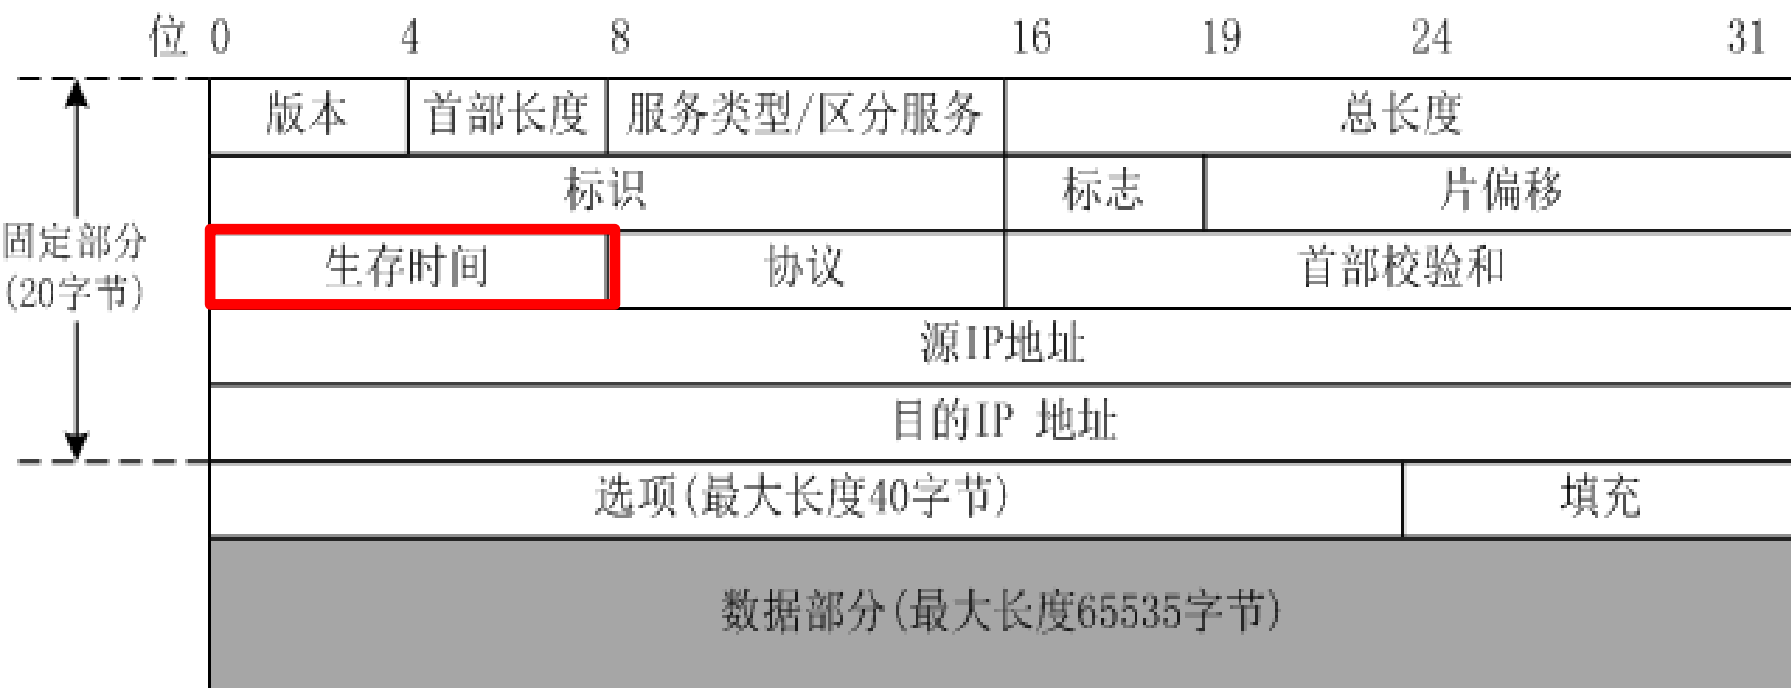 位 0 4 8 16 19 24 31
版本 首部长度 服务类型/区分服务 总长度
标识 标志 片偏移
固定部分
(20字节)
生存时间 协议 首部校验和
源IP地址
目的IP 地址
选项(最大长度40字节) 填充
数据部分(最大长度65535字节)